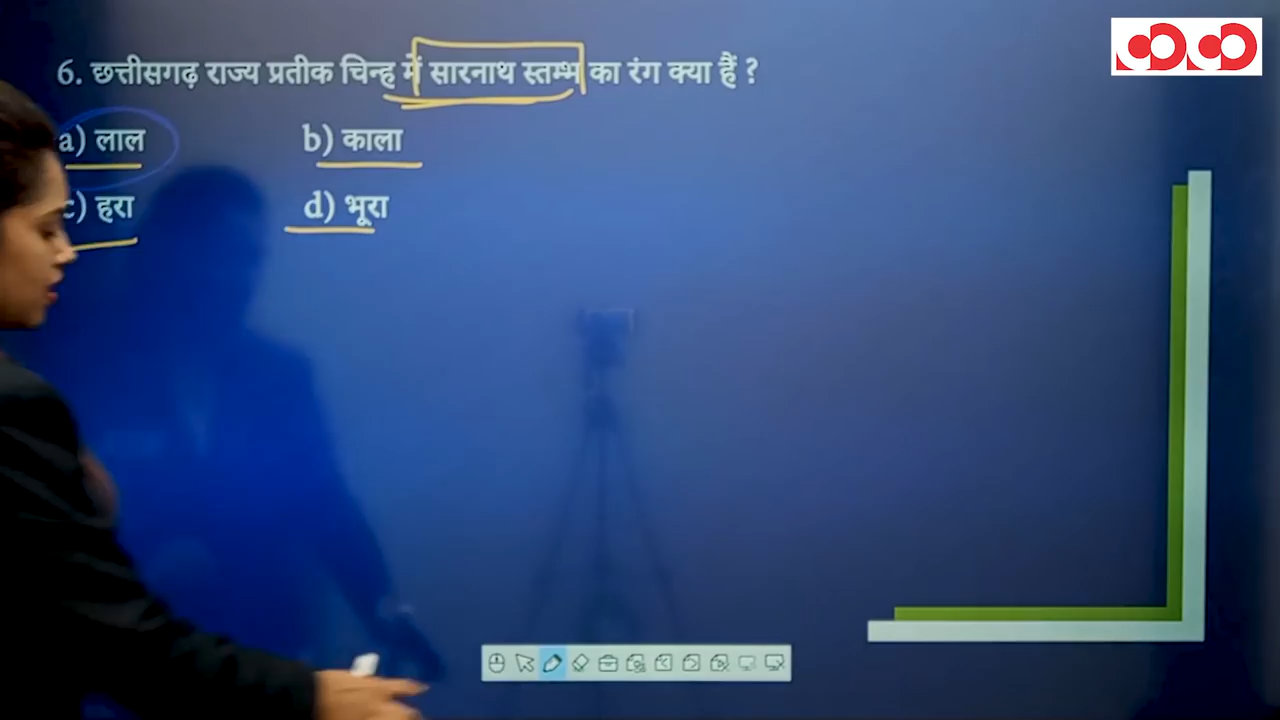 6. छत्तीसगढ़ राज्य प्रतीक चिन्ह में सारनाथ स्तम्भ का रंग क्या हैं ?
a) लाल b) काला
c) हरा d) भूरा